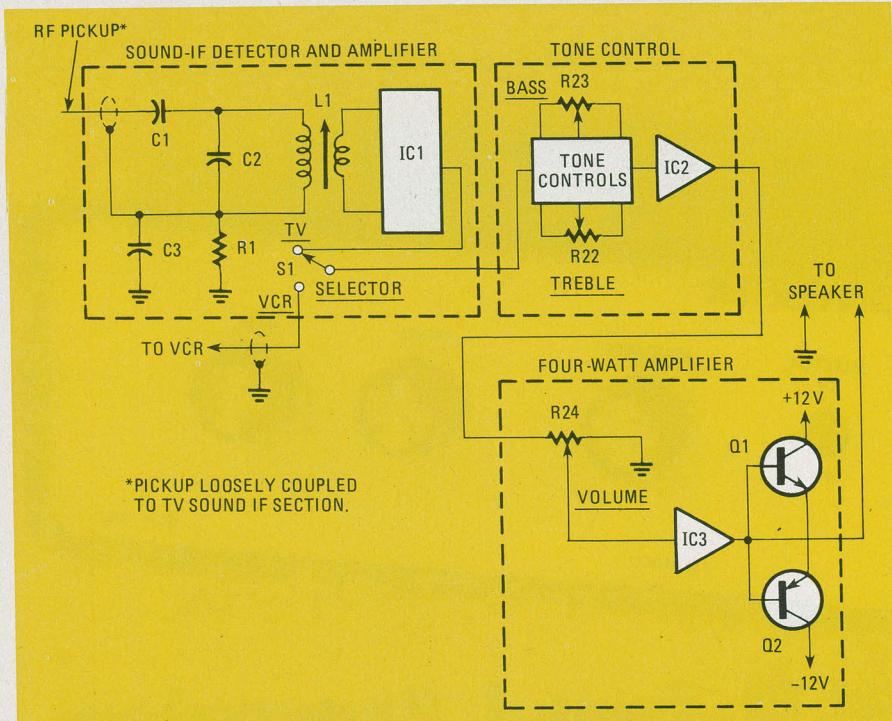 RF PICKUP*
SOUND-IF DETECTOR AND AMPLIFIER
C1
C2
L1
IC1
C3
R1
TV
S1
SELECTOR
VCR
TO VCR
TONE CONTROL
BASS
R23
TONE
CONTROLS
IC2
R22
TREBLE
TO
SPEAKER
FOUR-WATT AMPLIFIER
R24
VOLUME
IC3
+12V
Q1
Q2
-12V
*PICKUP LOOSELY COUPLED
TO TV SOUND IF SECTION.